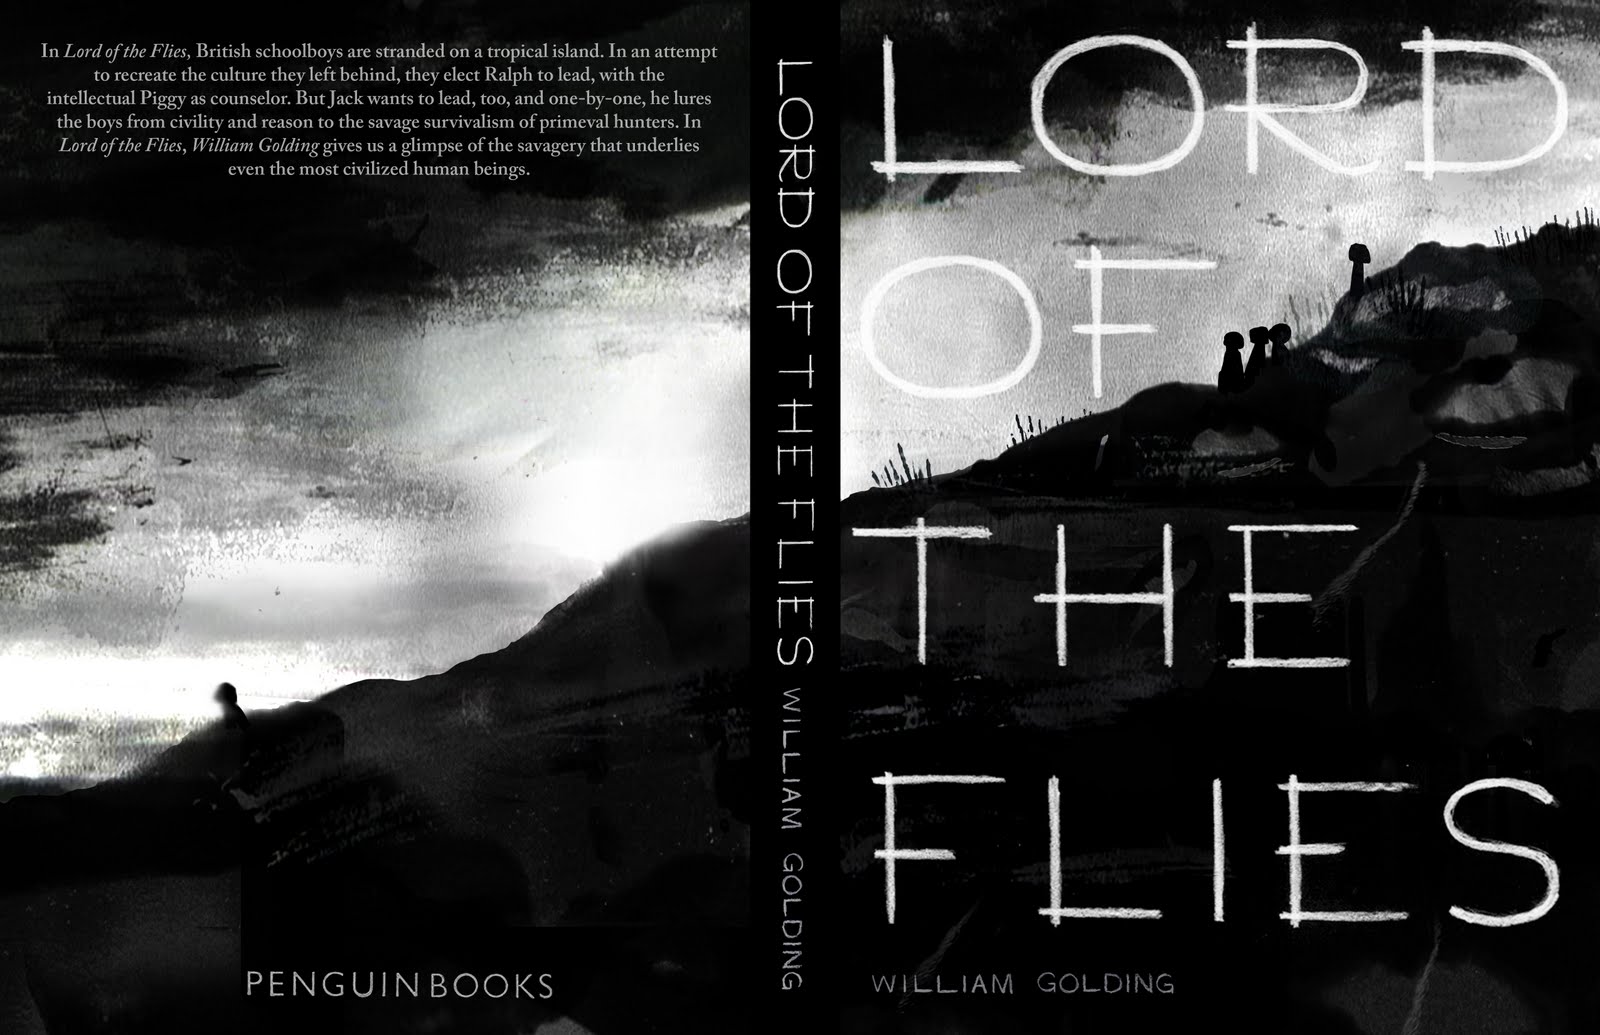 In Lord of the Flies, British schoolboys are stranded on a tropical island. In an attempt
to recreate the culture they left behind, they elect Ralph to lead, with the
intellectual Piggy as counselor. But Jack wants to lead, too, and one-by-one, he lures
the boys from civility and reason to the savage survivalism of primeval hunters. In
Lord of the Flies, William Golding gives us a glimpse of the savagery that underlies
even the most civilized human beings.
PENGUIN BOOKS
LORD OF THE FLIES WILLIAM GOLDING
LORD
OF
THE
FLIES
WILLIAM GOLDING